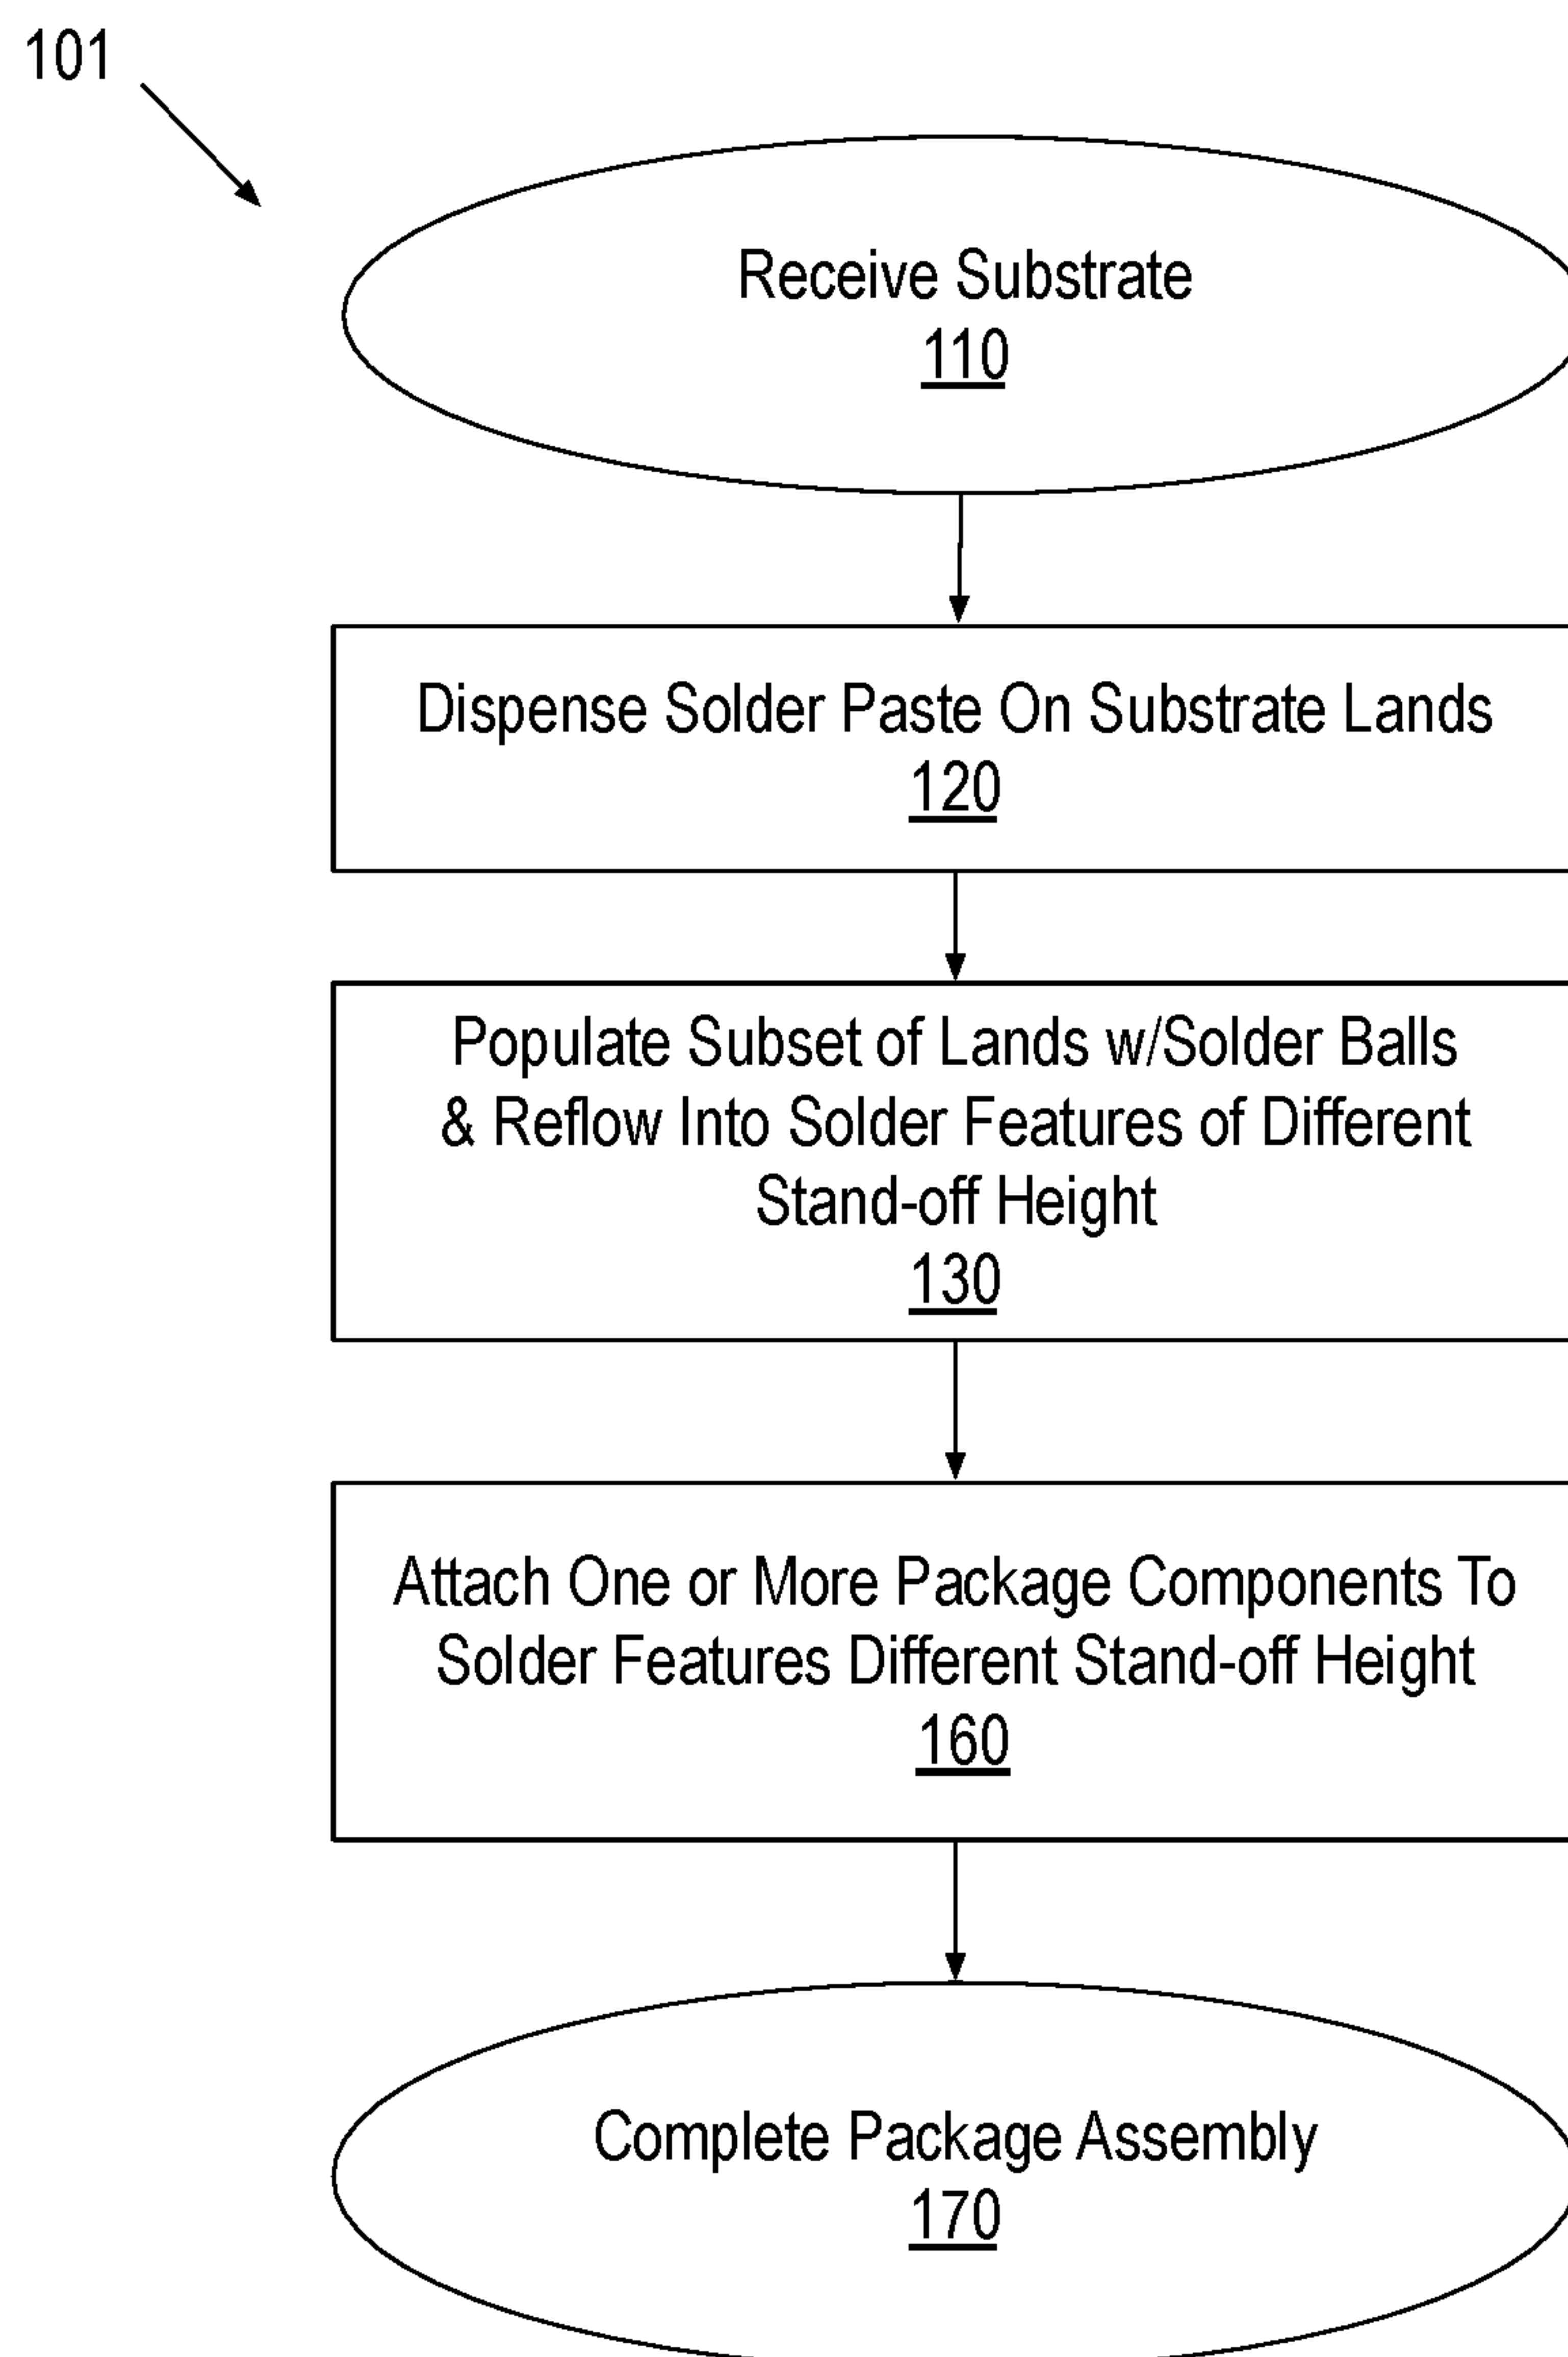 101
Receive Substrate
110
Dispense Solder Paste On Substrate Lands
120
Populate Subset of Lands w/Solder Balls
& Reflow Into Solder Features of Different
Stand-off Height
130
Attach One or More Package Components To
Solder Features Different Stand-off Height
160
Complete Package Assembly
170